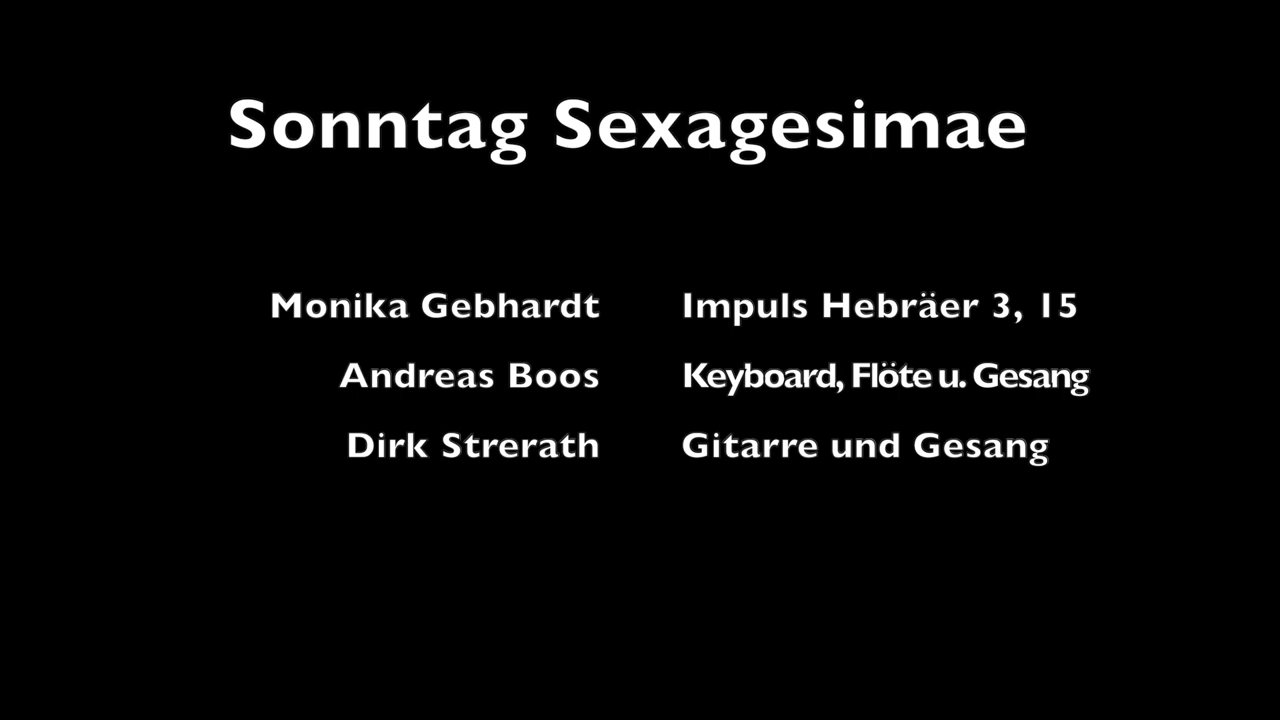 Sonntag Sexagesimae
Monika Gebhardt Impuls Hebräer 3, 15
Andreas Boos Keyboard, Flöte u. Gesang
Dirk Strerath Gitarre und Gesang